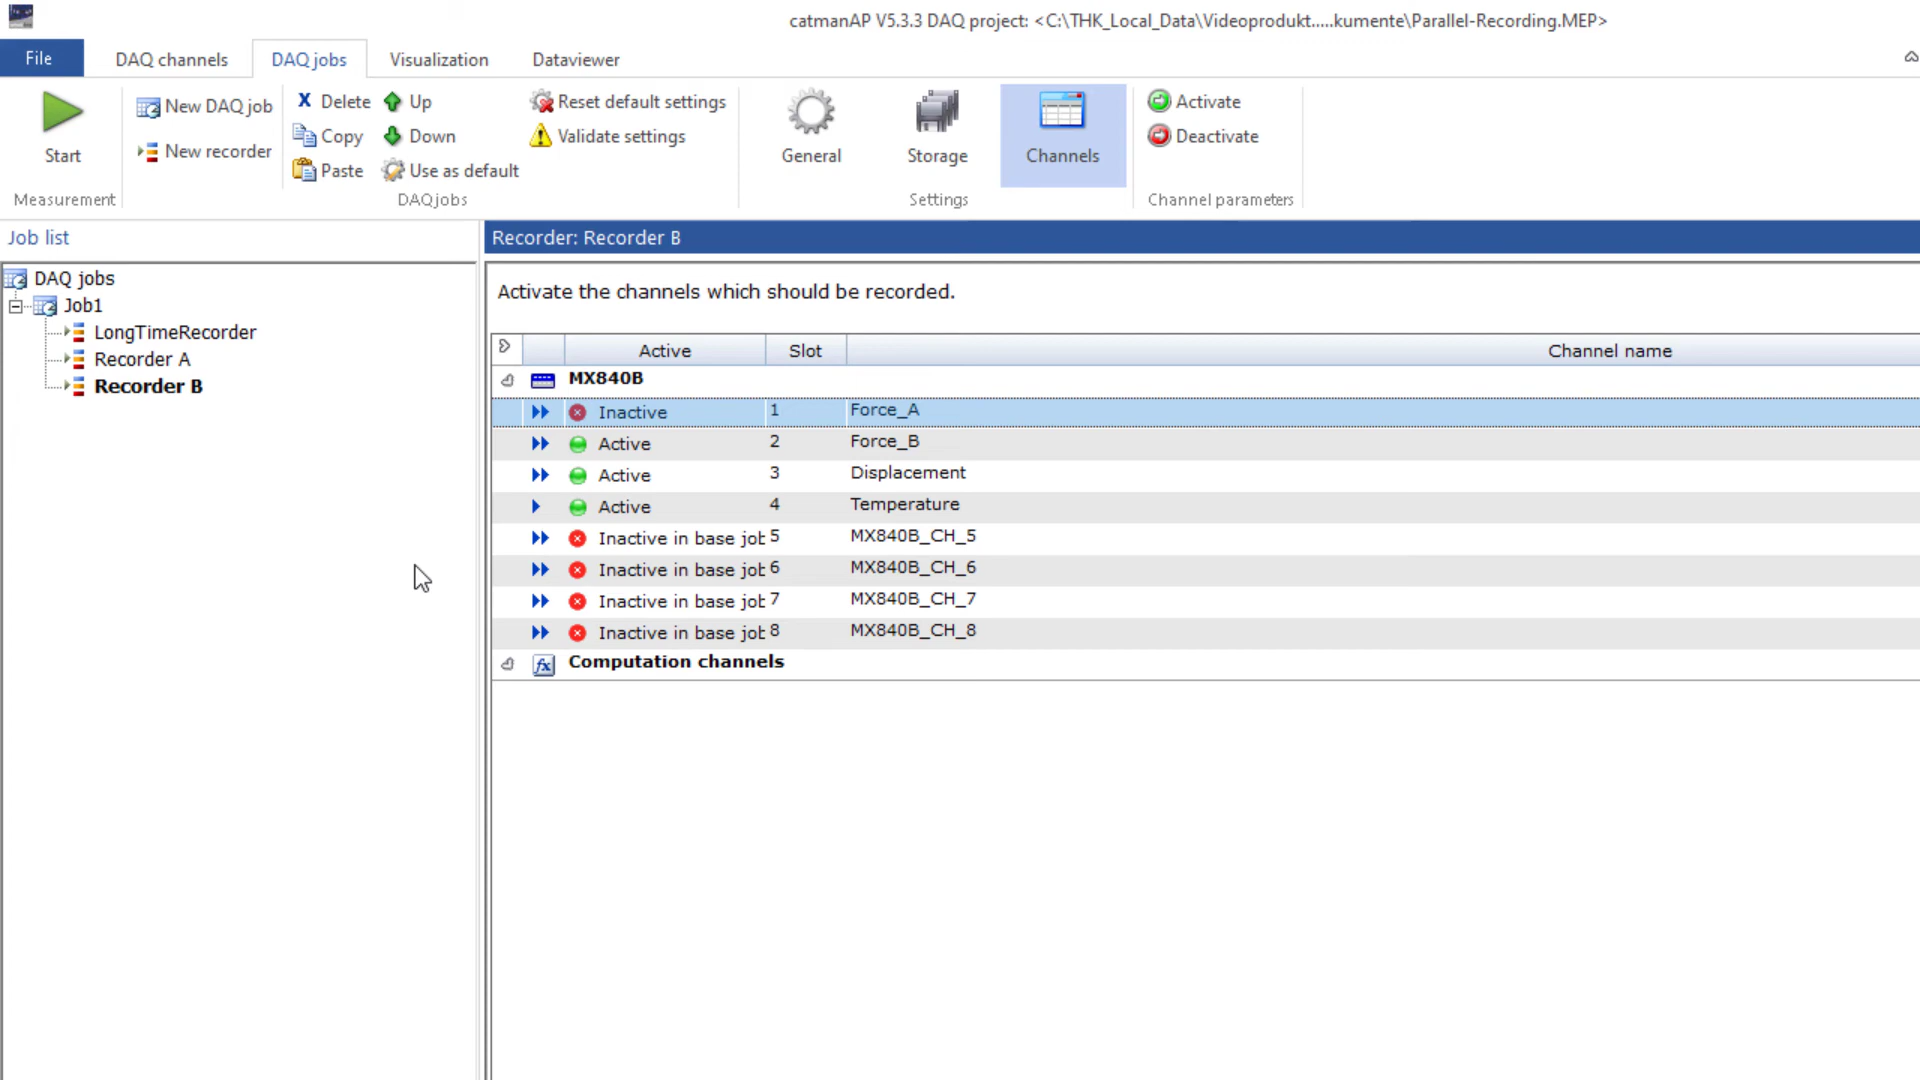 catmanAP V5.3.3 DAQ project: <C:\THK_Local_Data\Videoprodukt.....kumente\Parallel-Recording.MEP>
File DAQ channels DAQ jobs Visualization Dataviewer
Start
Measurement
New DAQ job
New recorder
Delete Up
Copy Down
Paste Use as default
Reset default settings
Validate settings
DAQ jobs
General Storage Channels
Settings
Activate
Deactivate
Channel parameters
Job list
DAQ jobs
Job1
LongTimeRecorder
Recorder A
Recorder B
Recorder: Recorder B
Activate the channels which should be recorded.
Active Slot Channel name
MX840B
Inactive 1 Force_A
Active 2 Force_B
Active 3 Displacement
Active 4 Temperature
Inactive in base job 5 MX840B_CH_5
Inactive in base job 6 MX840B_CH_6
Inactive in base job 7 MX840B_CH_7
Inactive in base job 8 MX840B_CH_8
fx Computation channels